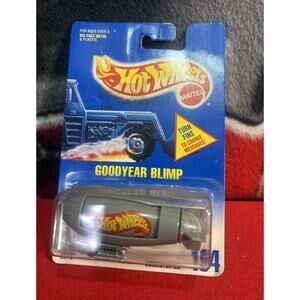 FOR AGES OVER 3
DIE CAST METAL
& PLASTIC
Hot Wheels
MATTEL
TURN
FINS
TO CHANGE
MESSAGES!
GOODYEAR BLIMP
Hot Wheels
194